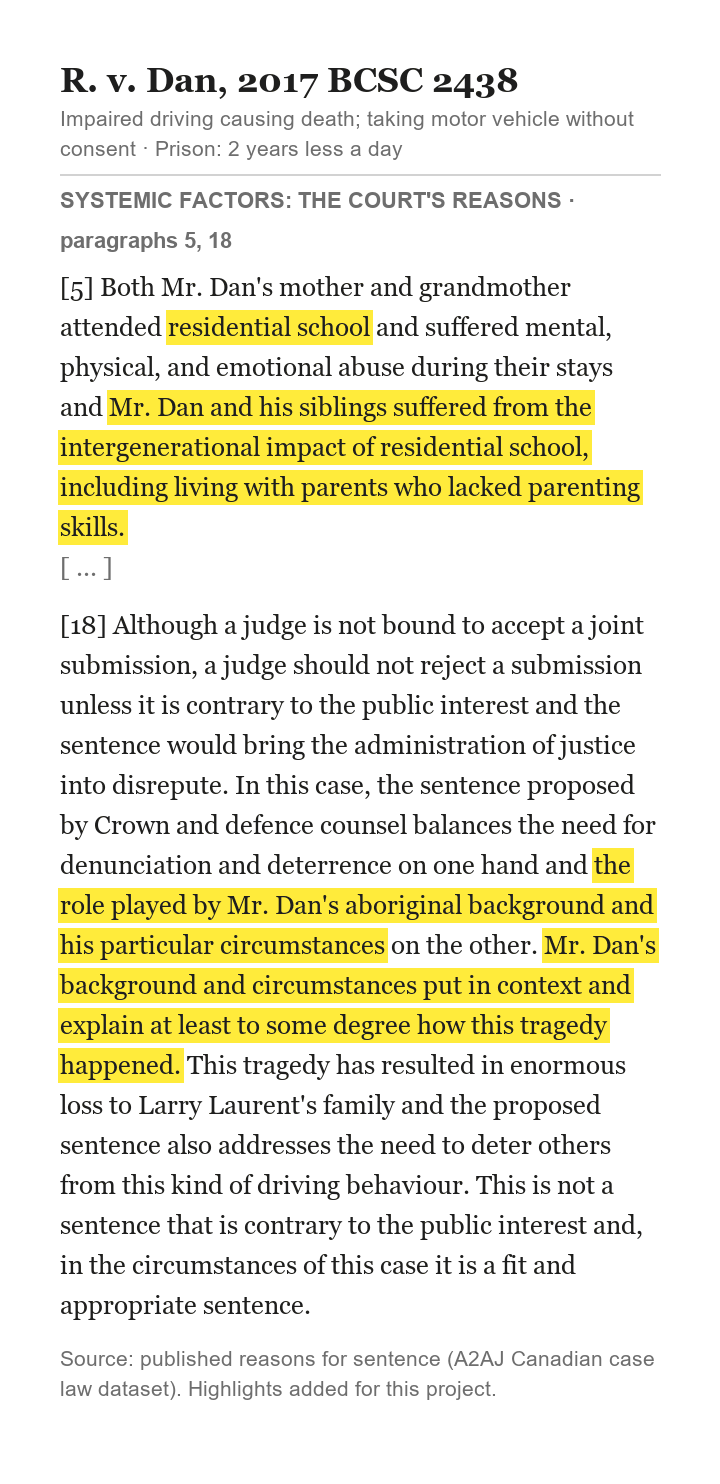 R. v. Dan, 2017 BCSC 2438
Impaired driving causing death; taking motor vehicle without
consent · Prison: 2 years less a day
SYSTEMIC FACTORS: THE COURT'S REASONS ·
paragraphs 5, 18
[5] Both Mr. Dan's mother and grandmother
attended residential school and suffered mental,
physical, and emotional abuse during their stays
and Mr. Dan and his siblings suffered from the
intergenerational impact of residential school,
including living with parents who lacked parenting
skills.
[ ... ]
[18] Although a judge is not bound to accept a joint
submission, a judge should not reject a submission
unless it is contrary to the public interest and the
sentence would bring the administration of justice
into disrepute. In this case, the sentence proposed
by Crown and defence counsel balances the need for
denunciation and deterrence on one hand and the
role played by Mr. Dan's aboriginal background and
his particular circumstances on the other. Mr. Dan's
background and circumstances put in context and
explain at least to some degree how this tragedy
happened. This tragedy has resulted in enormous
loss to Larry Laurent's family and the proposed
sentence also addresses the need to deter others
from this kind of driving behaviour. This is not a
sentence that is contrary to the public interest and,
in the circumstances of this case it is a fit and
appropriate sentence.
Source: published reasons for sentence (A2AJ Canadian case
law dataset). Highlights added for this project.